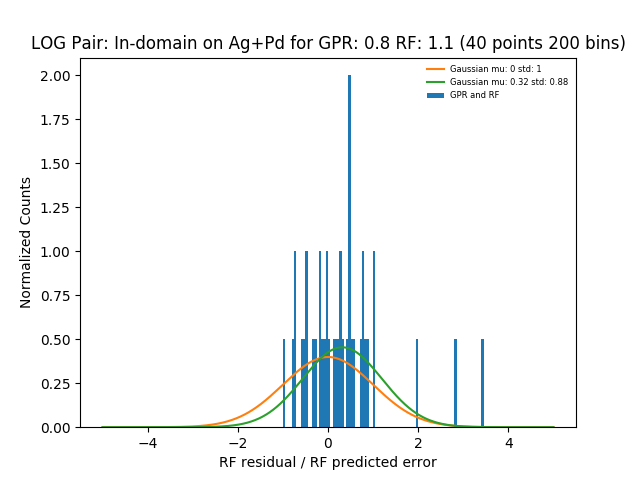 LOG Pair: In-domain on Ag+Pd for GPR: 0.8 RF: 1.1 (40 points 200 bins)
Gaussian mu: 0 std: 1
Gaussian mu: 0.32 std: 0.88
GPR and RF
2.00
1.75
1.50
1.25
1.00
0.75
0.50
0.25
0.00
Normalized Counts
−4 −2 0 2 4
RF residual / RF predicted error